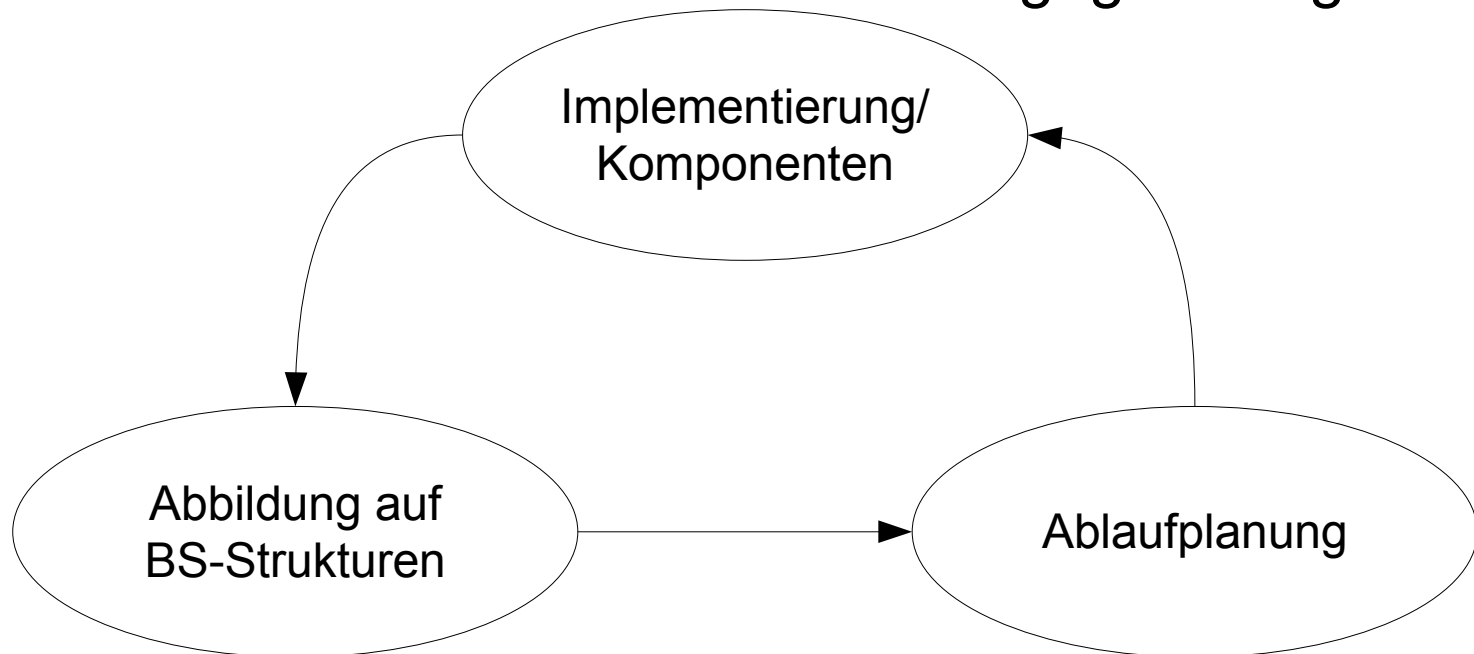 Implementierung/
Komponenten
Abbildung auf
BS-Strukturen
Ablaufplanung